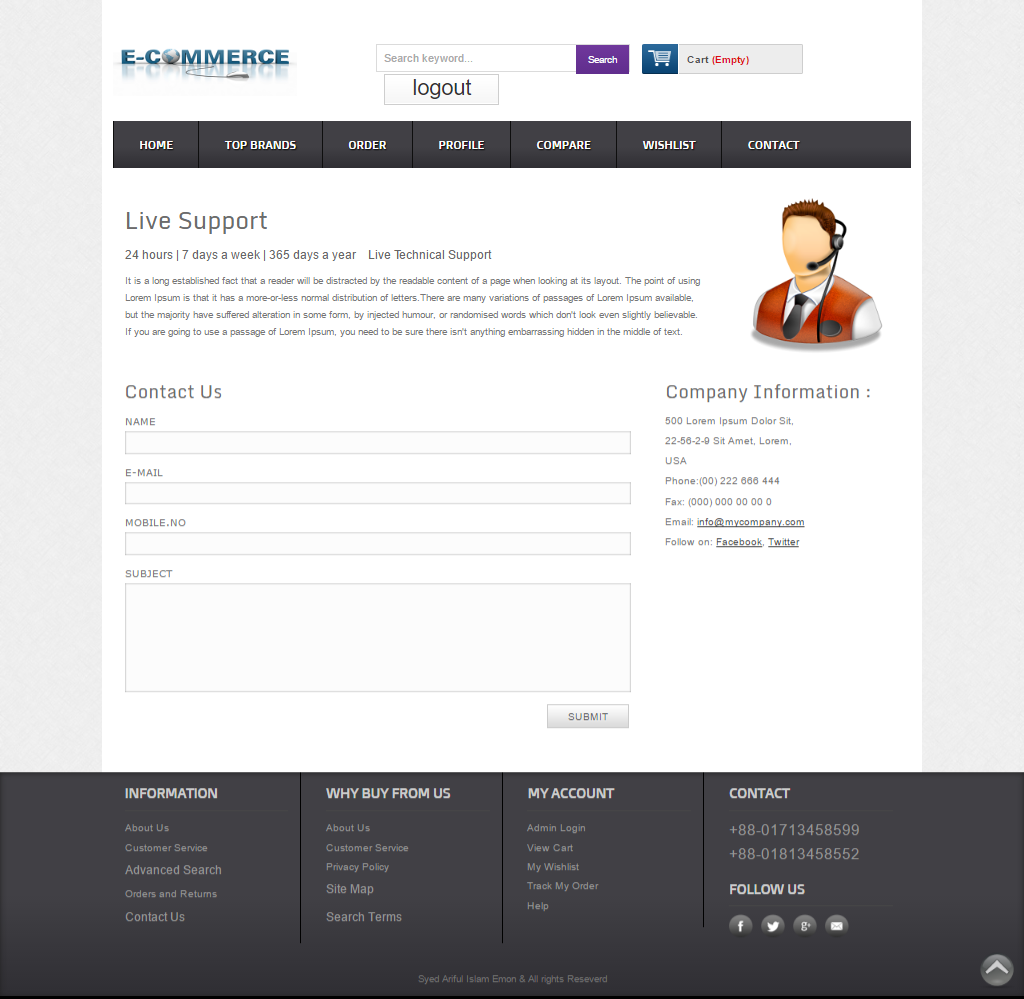 E-COMMERCE
Search keyword...
Search
Cart (Empty)
logout
HOME
TOP BRANDS
ORDER
PROFILE
COMPARE
WISHLIST
CONTACT
Live Support
24 hours | 7 days a week | 365 days a year    Live Technical Support
It is a long established fact that a reader will be distracted by the readable content of a page when looking at its layout. The point of using
Lorem Ipsum is that it has a more-or-less normal distribution of letters.There are many variations of passages of Lorem Ipsum available,
but the majority have suffered alteration in some form, by injected humour, or randomised words which don't look even slightly believable.
If you are going to use a passage of Lorem Ipsum, you need to be sure there isn't anything embarrassing hidden in the middle of text.
Contact Us
NAME
E-MAIL
MOBILE.NO
SUBJECT
SUBMIT
Company Information :
500 Lorem Ipsum Dolor Sit,
22-56-2-9 Sit Amet, Lorem,
USA
Phone:(00) 222 666 444
Fax: (000) 000 00 00 0
Email: info@mycompany.com
Follow on: Facebook, Twitter
INFORMATION
About Us
Customer Service
Advanced Search
Orders and Returns
Contact Us
WHY BUY FROM US
About Us
Customer Service
Privacy Policy
Site Map
Search Terms
MY ACCOUNT
Admin Login
View Cart
My Wishlist
Track My Order
Help
CONTACT
+88-01713458599
+88-01813458552
FOLLOW US
Syed Ariful Islam Emon & All rights Reseverd